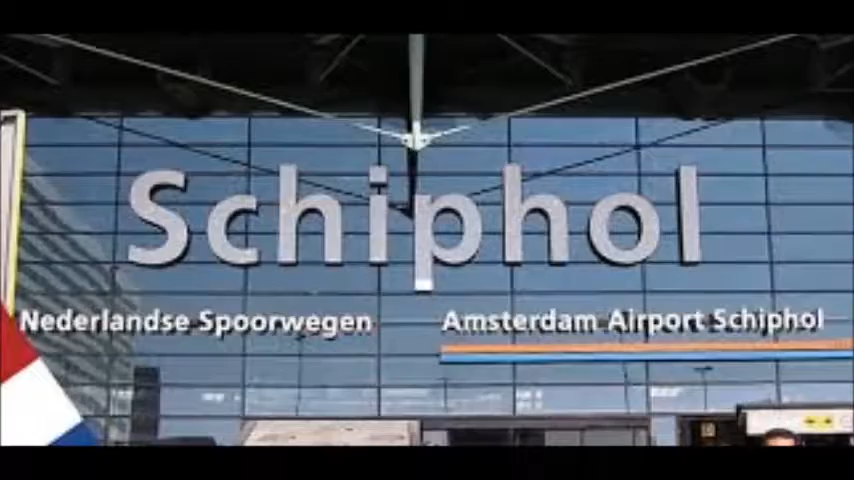 Schiphol
Nederlandse Spoorwegen
Amsterdam Airport Schiphol